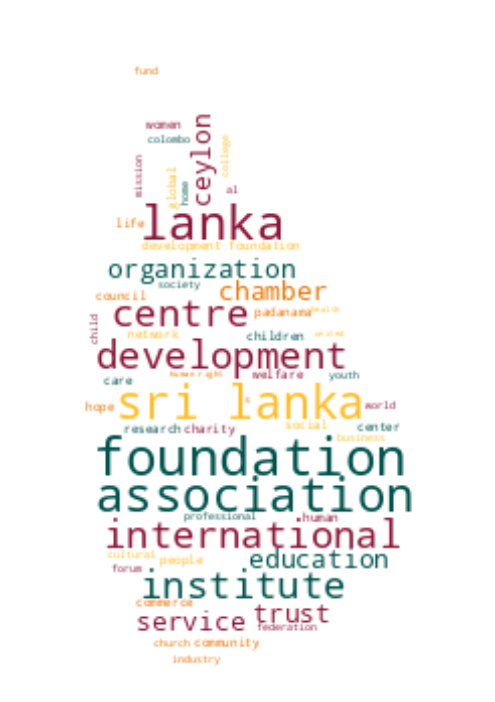 fund
women
colombo
ceylon
college
mission
global
home
al
life
lanka
development foundation
organization
society
chamber
council
centre
padanama
health
child
network
children
united
development
human right
welfare
youth
care
hope
sri lanka
s
world
research
charity
social
center
business
foundation
association
professional
human
international
cultural
people
education
forum
institute
commerce
service
trust
federation
church
community
industry